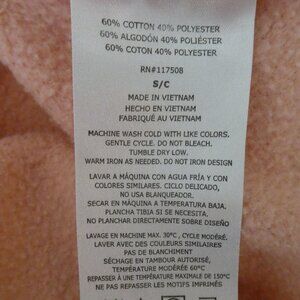 60% COTTON 40% POLYESTER
60% ALGODÓN 40% POLIÉSTER
60% COTON 40% POLYESTER
RN#117508
S/C
MADE IN VIETNAM
HECHO EN VIETNAM
FABRIQUÉ AU VIETNAM
MACHINE WASH COLD WITH LIKE COLORS.
GENTLE CYCLE. DO NOT BLEACH.
TUMBLE DRY LOW.
WARM IRON AS NEEDED. DO NOT IRON DESIGN
LAVAR A MÁQUINA CON AGUA FRÍA Y CON
COLORES SIMILARES. CICLO DELICADO,
NO USA BLANQUEADOR.
SECAR EN MÁQUINA A TEMPERATURA BAJA.
PLANCHA TIBIA SI SE NECESITA.
NO PLANCHAR DIRECTAMENTE SOBRE DISEÑO
LAVAGE EN MACHINE MAX. 30°C, CYCLE MODÉRÉ.
LAVER AVEC DES COULEURS SIMILAIRES
PAS DE BLANCHIMENT
SÉCHAGE EN TAMBOUR AUTORISÉ,
TEMPÉRATURE MODÉRÉE 60°C
REPASSER À UNE TEMPÉRATURE MAXIMALE DE 150°C
NE PAS REPASSER LES MOTIFS IMPRIMÉS